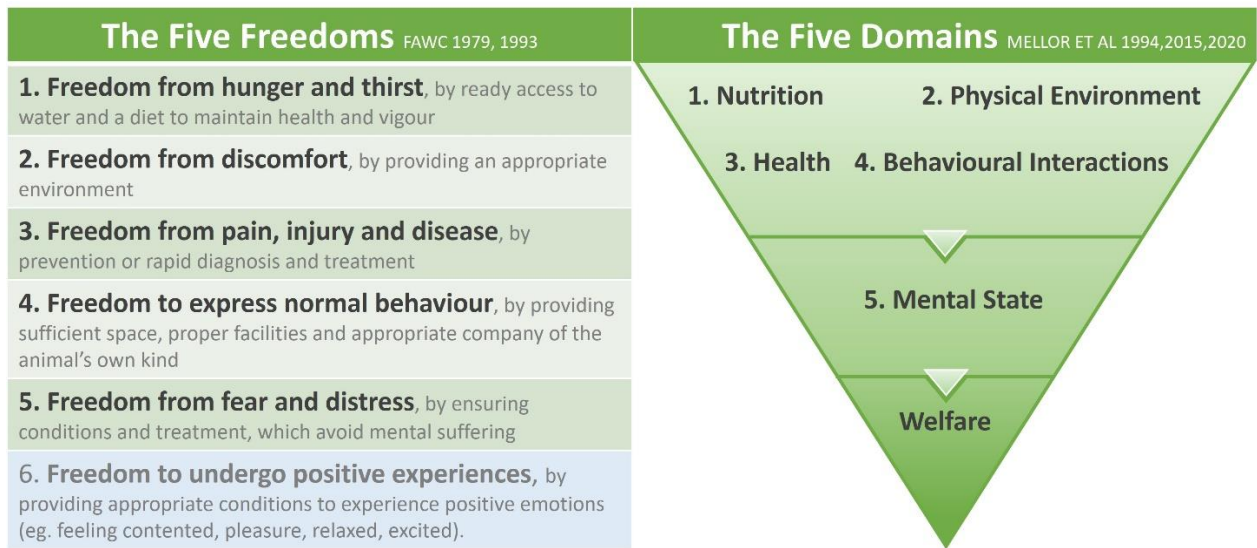 The Five Freedoms FAWC 1979, 1993
1. Freedom from hunger and thirst, by ready access to
water and a diet to maintain health and vigour
2. Freedom from discomfort, by providing an appropriate
environment
3. Freedom from pain, injury and disease, by
prevention or rapid diagnosis and treatment
4. Freedom to express normal behaviour, by providing
sufficient space, proper facilities and appropriate company of the
animal's own kind
5. Freedom from fear and distress, by ensuring
conditions and treatment, which avoid mental suffering
6. Freedom to undergo positive experiences, by
providing appropriate conditions to experience positive emotions
(eg. feeling contented, pleasure, relaxed, excited).
The Five Domains MELLOR ET AL 1994,2015,2020
1. Nutrition 2. Physical Environment
3. Health 4. Behavioural Interactions
5. Mental State
Welfare